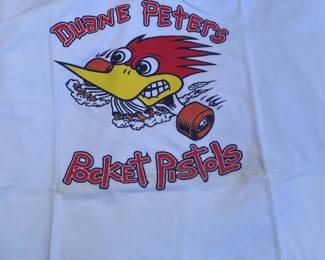 Duane Peters
Pocket Pistols